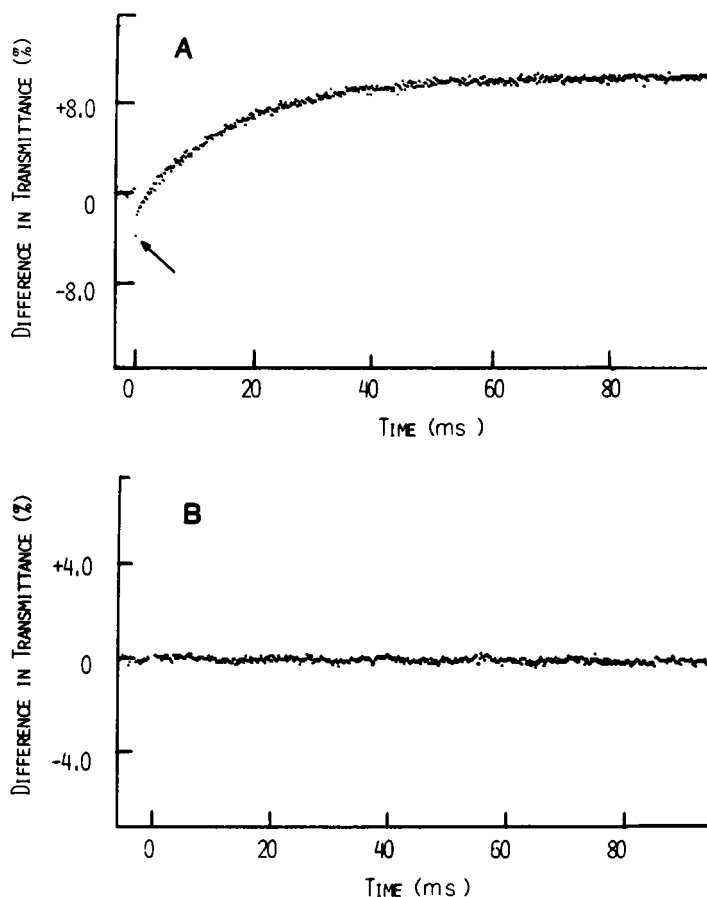 A
DIFFERENCE IN TRANSMITTANCE (%)
+8.0
0
-8.0
0 20 40 60 80
TIME (ms)
B
DIFFERENCE IN TRANSMITTANCE (%)
+4.0
0
-4.0
0 20 40 60 80
TIME (ms)